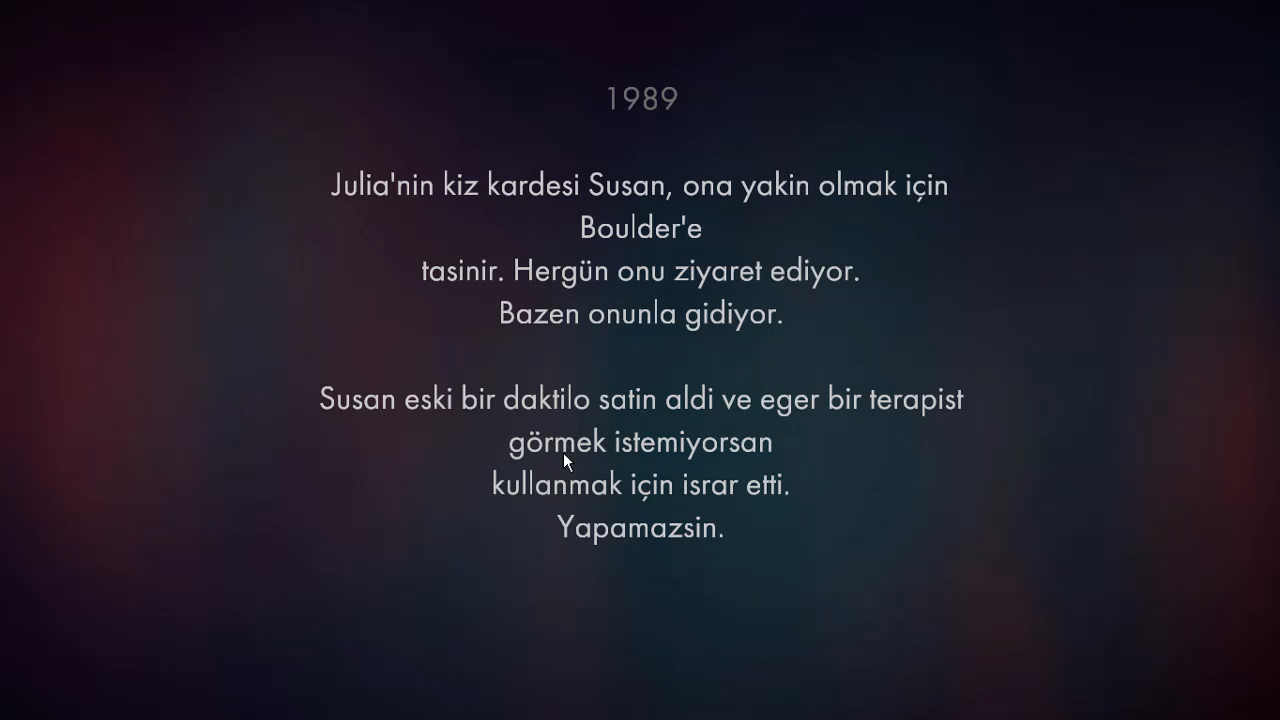 1989
Julia'nin kiz kardesi Susan, ona yakin olmak için
Boulder'e
tasinir. Hergün onu ziyaret ediyor.
Bazen onunla gidiyor.
Susan eski bir daktilo satin aldi ve eger bir terapist
görmek istemiyorsan
kullanmak için israr etti.
Yapamazsin.